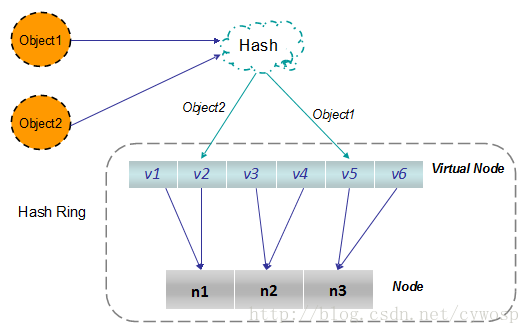 Object1
Hash
Object2
Object2
Object1
v1 v2 v3 v4 v5 v6
Virtual Node
Hash Ring
n1 n2 n3
Node
http://blog.csdn.net/cywosp